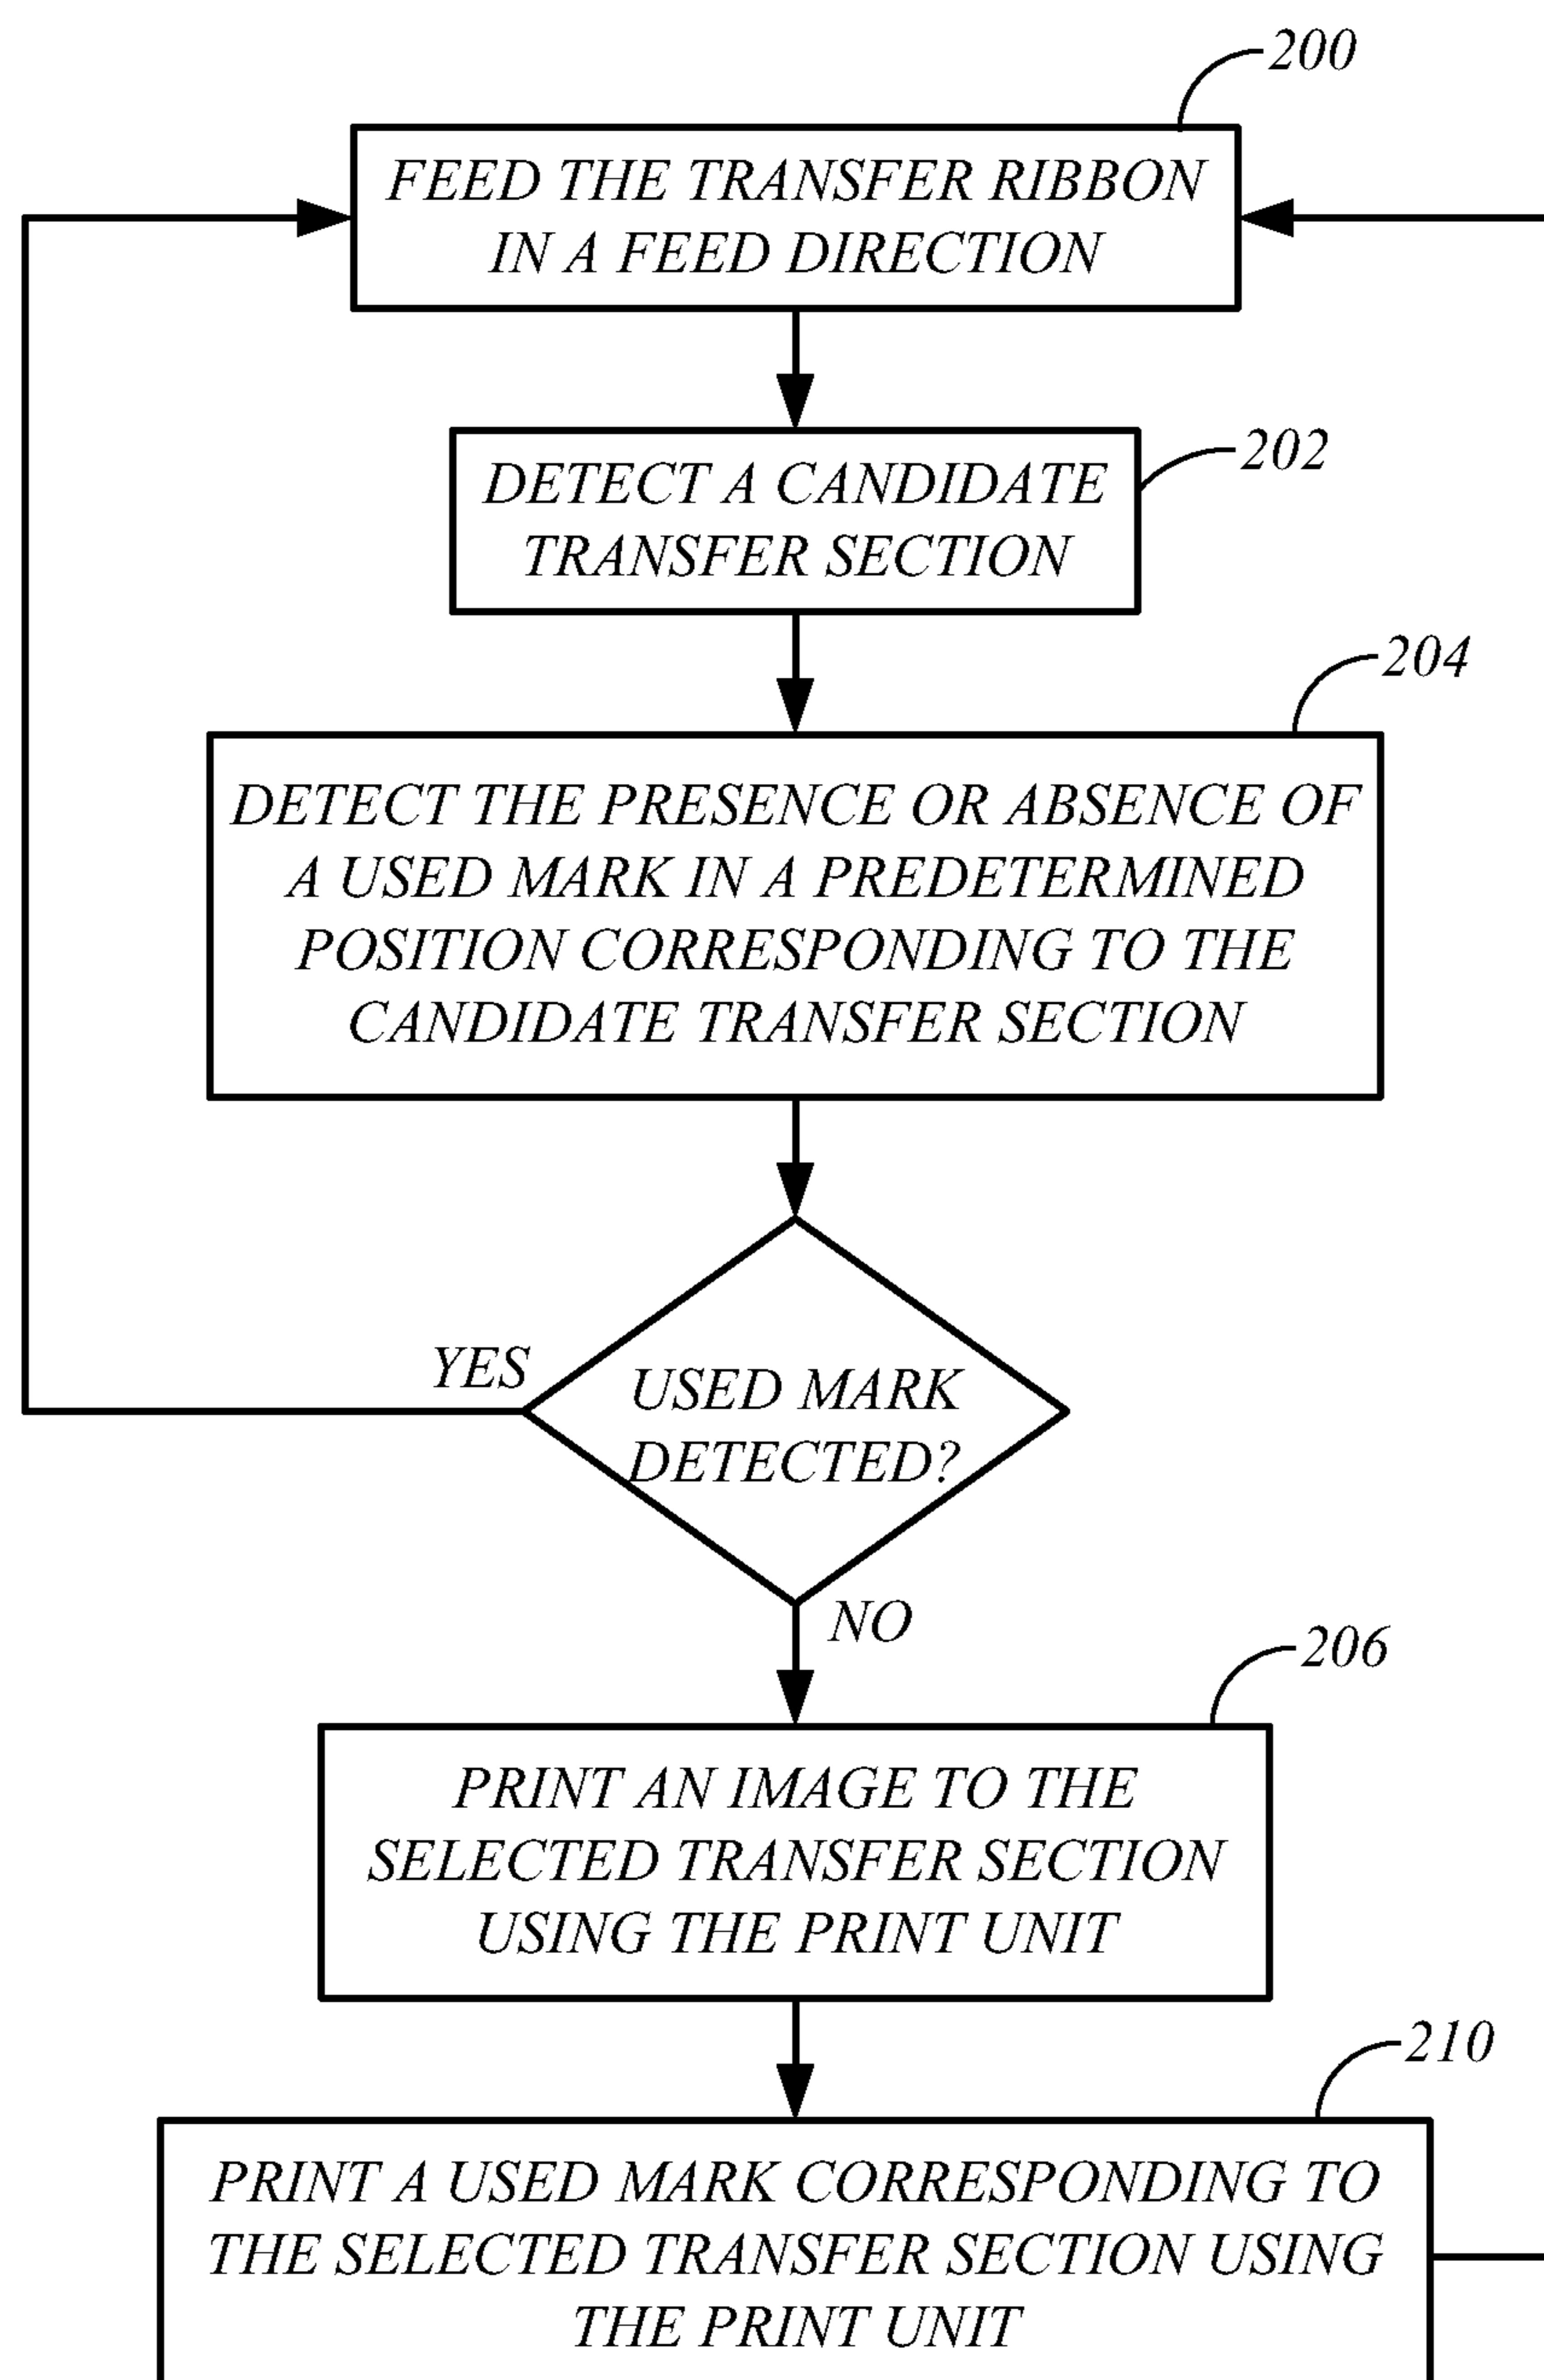 200
FEED THE TRANSFER RIBBON
IN A FEED DIRECTION
202
DETECT A CANDIDATE
TRANSFER SECTION
204
DETECT THE PRESENCE OR ABSENCE OF
A USED MARK IN A PREDETERMINED
POSITION CORRESPONDING TO THE
CANDIDATE TRANSFER SECTION
YES
USED MARK
DETECTED?
NO
206
PRINT AN IMAGE TO THE
SELECTED TRANSFER SECTION
USING THE PRINT UNIT
210
PRINT A USED MARK CORRESPONDING TO
THE SELECTED TRANSFER SECTION USING
THE PRINT UNIT